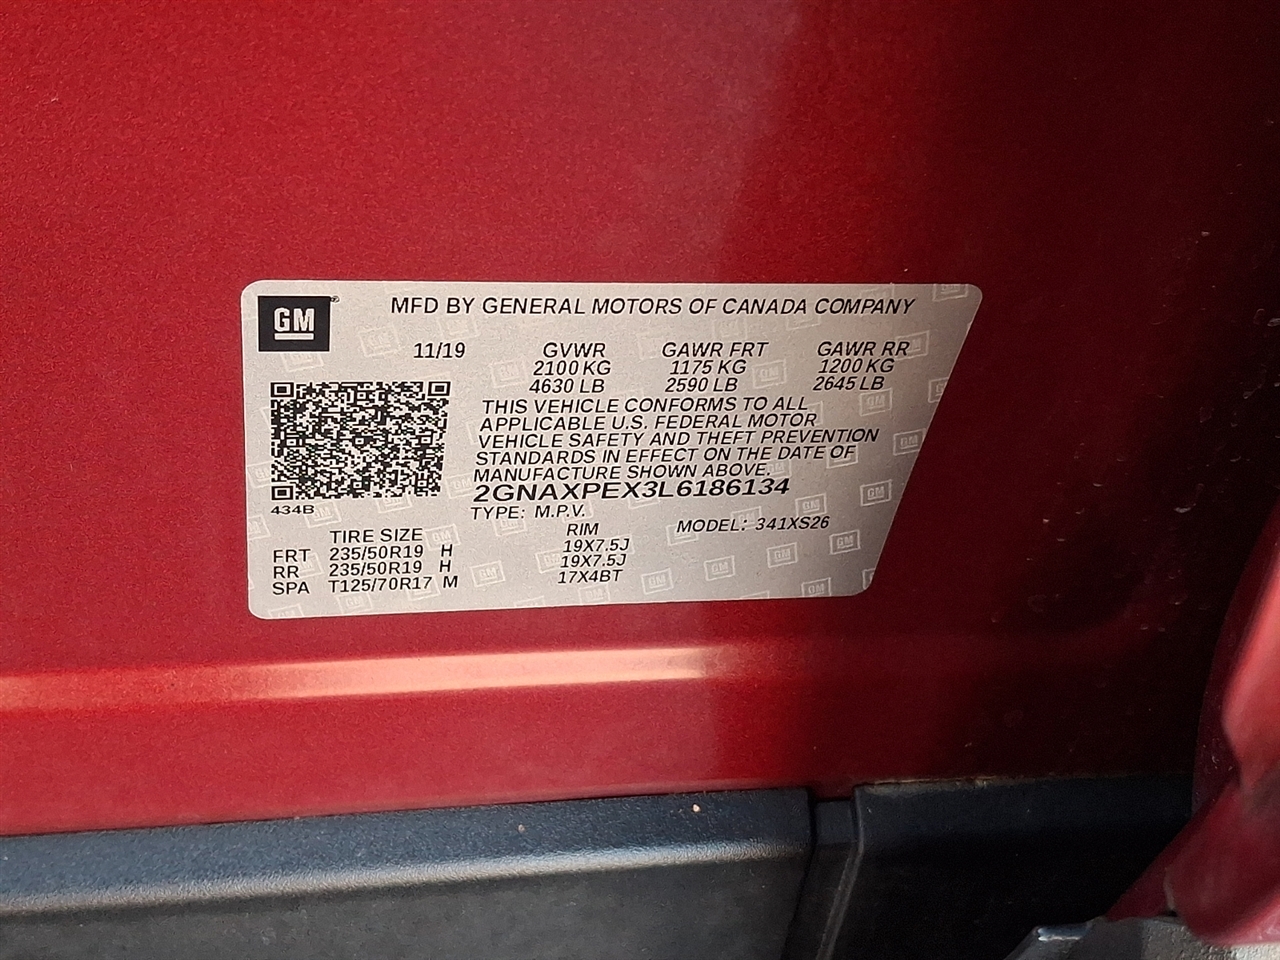 GM
MFD BY GENERAL MOTORS OF CANADA COMPANY
11/19 GVWR GAWR FRT GAWR RR
2100 KG 1175 KG 1200 KG
4630 LB 2590 LB 2645 LB
THIS VEHICLE CONFORMS TO ALL
APPLICABLE U.S. FEDERAL MOTOR
VEHICLE SAFETY AND THEFT PREVENTION
STANDARDS IN EFFECT ON THE DATE OF
MANUFACTURE SHOWN ABOVE.
2GNAXPEX3L6186134
434B
TYPE: M.P.V. MODEL: 341XS26
TIRE SIZE RIM
FRT 235/50R19 H 19X7.5J
RR 235/50R19 H 19X7.5J
SPA T125/70R17 M 17X4BT